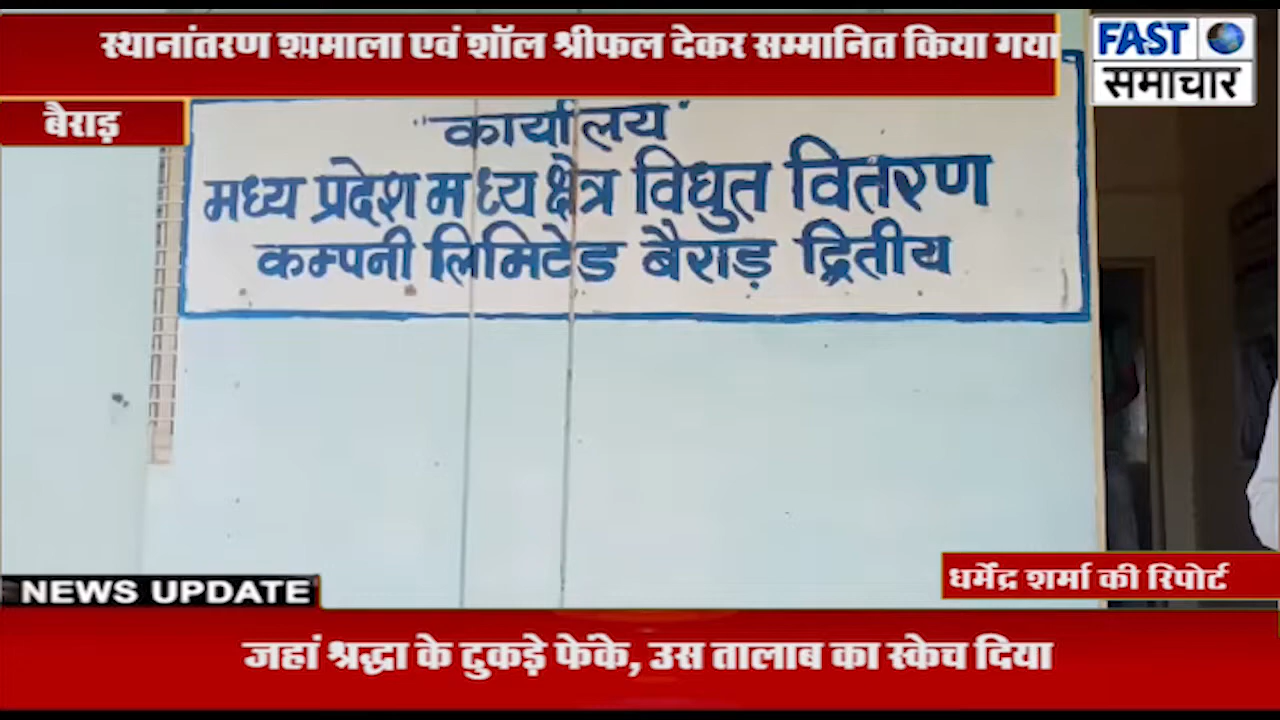 स्थानांतरण श्पमाला एवं शॉल श्रीफल देकर सम्मानित किया गया
FAST
समाचार
बैराड़
"कार्यालय"
मध्य प्रदेश मध्य क्षेत्र विधुत वितरण
कम्पनी लिमिटेड बैराड़ द्वितीय
धर्मेंद्र शर्मा की रिपोर्ट
NEWS UPDATE
जहां श्रद्धा के टुकड़े फेंके, उस तालाब का स्केच दिया